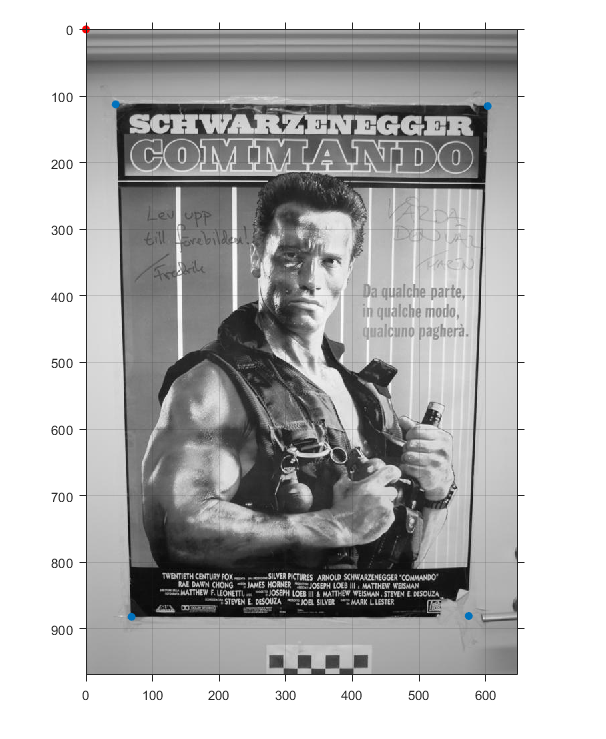 0
100
200
300
400
500
600
700
800
900
0 100 200 300 400 500 600
SCHWARZENEGGER
COMMANDO
Lev upp
till förebilden!
Fredrik
VÄRDA
Da qualche parte,
in qualche modo,
qualcuno pagherà.
TWENTIETH CENTURY FOX SILVER PICTURES ARNOLD SCHWARZENEGGER "COMMANDO"
RAE DAWN CHONG JAMES HORNER JOSEPH LOEB III & MATTHEW WEISMAN
MATTHEW F. LEONETTI JOSEPH LOEB III & MATTHEW WEISMAN STEVEN E. DESOUZA
STEVEN E. DESOUZA JOEL SILVER MARK L. LESTER